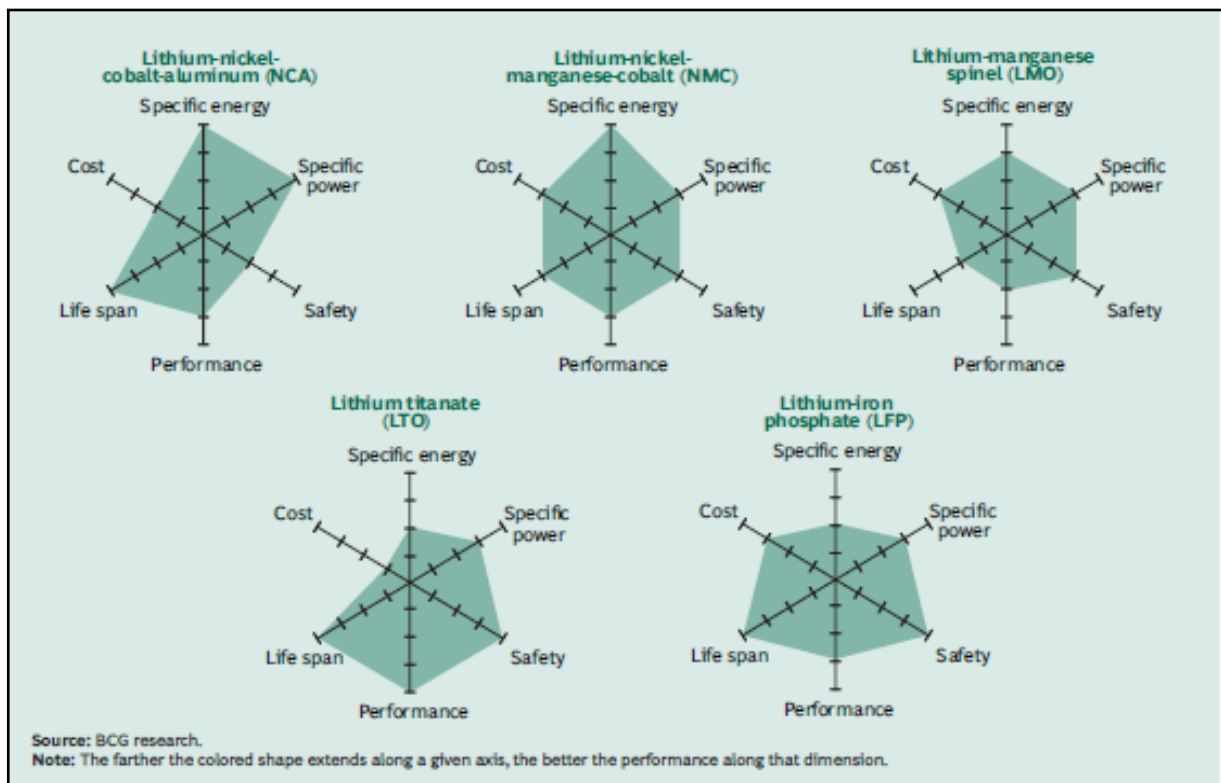 Lithium-nickel-
cobalt-aluminum (NCA)
Specific energy
Cost
Specific
power
Life span
Safety
Performance
Lithium-nickel-
manganese-cobalt (NMC)
Specific energy
Cost
Specific
power
Life span
Safety
Performance
Lithium-manganese
spinel (LMO)
Specific energy
Cost
Specific
power
Life span
Safety
Performance
Lithium titanate
(LTO)
Specific energy
Cost
Specific
power
Life span
Safety
Performance
Lithium-iron
phosphate (LFP)
Specific energy
Cost
Specific
power
Life span
Safety
Performance
Source: BCG research.
Note: The farther the colored shape extends along a given axis, the better the performance along that dimension.